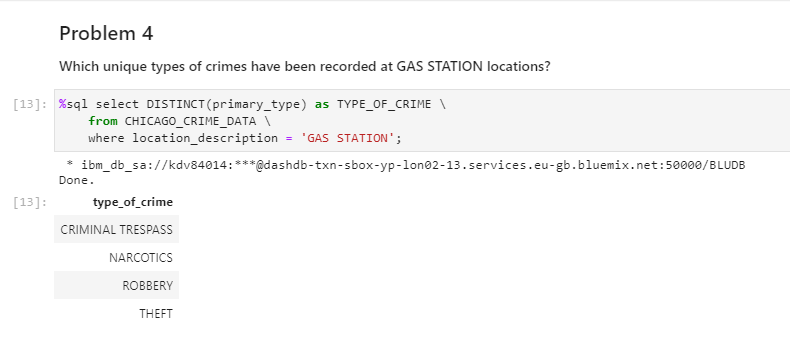 Problem 4
Which unique types of crimes have been recorded at GAS STATION locations?
[13]: %sql select DISTINCT(primary_type) as TYPE_OF_CRIME \
from CHICAGO_CRIME_DATA \
where location_description = 'GAS STATION';
* ibm_db_sa://kdv84014:***@dashdb-txn-sbox-yp-lon02-13.services.eu-gb.bluemix.net:50000/BLUDB
Done.
[13]: type_of_crime
CRIMINAL TRESPASS
NARCOTICS
ROBBERY
THEFT